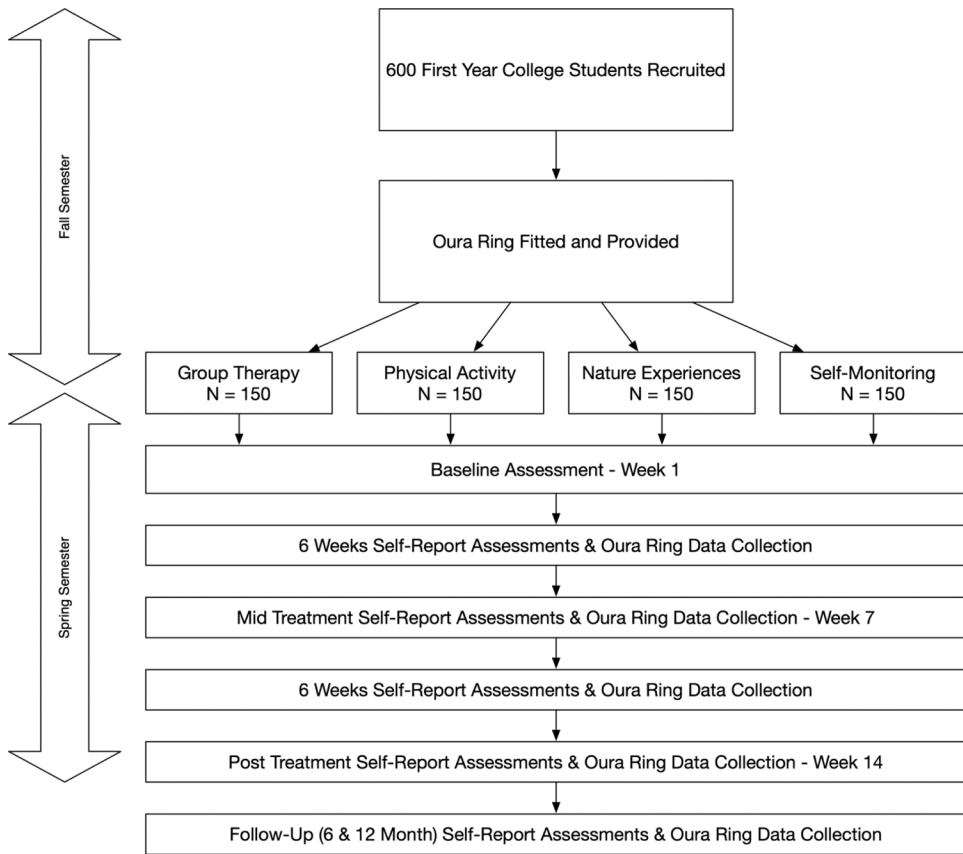 600 First Year College Students Recruited
Fall Semester
Oura Ring Fitted and Provided
Group Therapy
N = 150
Physical Activity
N = 150
Nature Experiences
N = 150
Self-Monitoring
N = 150
Baseline Assessment - Week 1
6 Weeks Self-Report Assessments & Oura Ring Data Collection
Spring Semester
Mid Treatment Self-Report Assessments & Oura Ring Data Collection - Week 7
6 Weeks Self-Report Assessments & Oura Ring Data Collection
Post Treatment Self-Report Assessments & Oura Ring Data Collection - Week 14
Follow-Up (6 & 12 Month) Self-Report Assessments & Oura Ring Data Collection